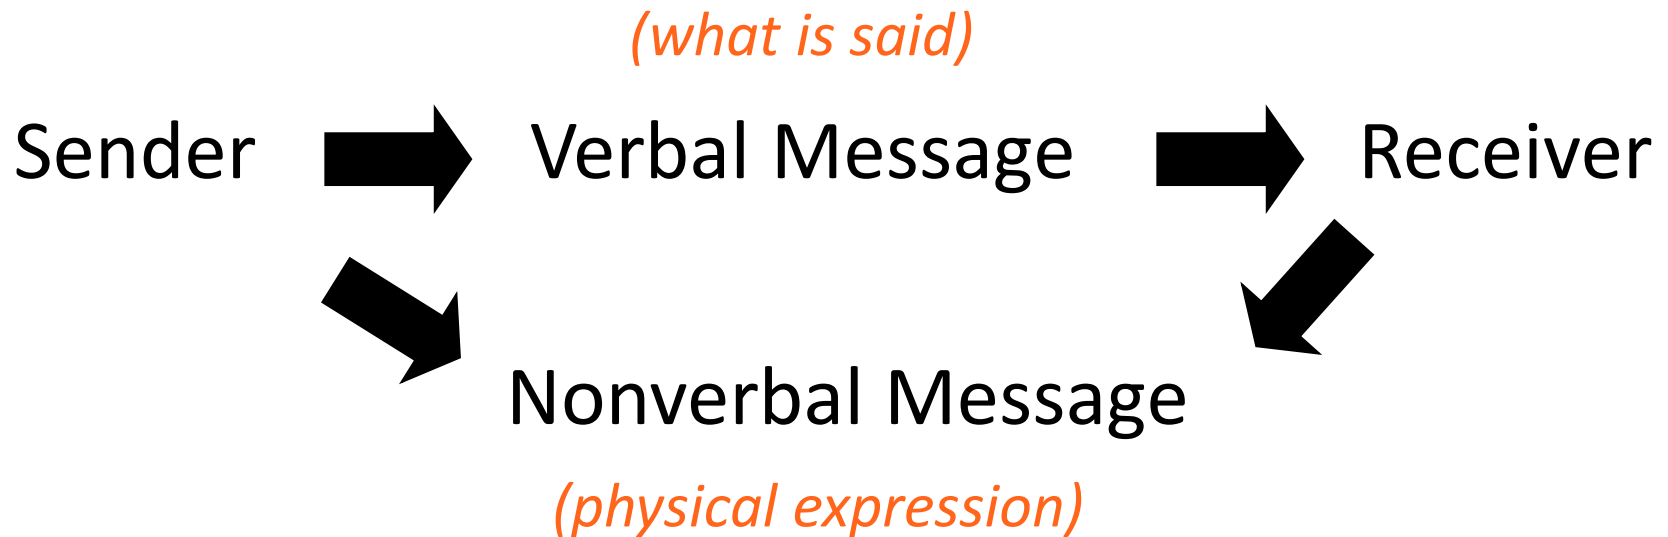 (what is said)
Sender Verbal Message Receiver
Nonverbal Message
(physical expression)